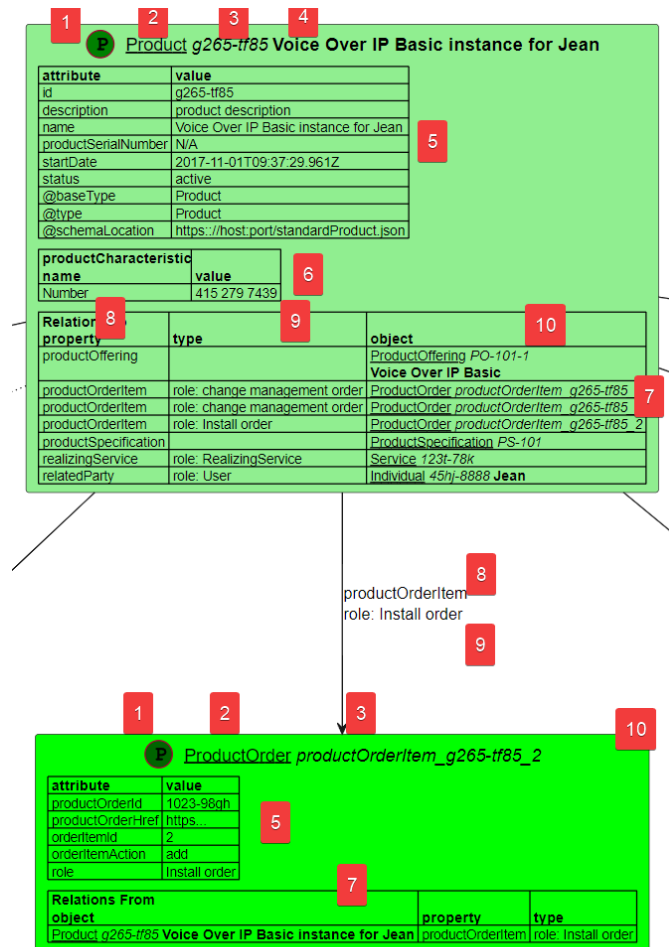 1 2 3 4
P Product g265-tf85 Voice Over IP Basic instance for Jean
attribute value
id g265-tf85
description product description
name Voice Over IP Basic instance for Jean
productSerialNumber N/A
5
startDate 2017-11-01T09:37:29.961Z
status active
@baseType Product
@type Product
@schemaLocation https://host:port/standardProduct.json
productCharacteristic
name value
6
Number 415 279 7439
8 9 10
property type object
productOffering ProductOffering PO-101-1
Voice Over IP Basic
productOrderItem role: change management order ProductOrder productOrderItem_g265-tf85
7
productOrderItem role: change management order ProductOrder productOrderItem_g265-tf85
productOrderItem role: Install order ProductOrder productOrderItem_g265-tf85_2
productSpecification ProductSpecification PS-101
realizingService role: RealizingService Service 123t-78k
relatedParty role: User Individual 45hj-8888 Jean
8
productOrderItem
role: Install order
9
1 2 3 10
P ProductOrder productOrderItem_g265-tf85_2
attribute value
productOrderId 1023-98gh
productOrderHref https...
5
orderItemId 2
orderItemAction add
role Install order
7
Relations From
object property type
Product g265-tf85 Voice Over IP Basic instance for Jean productOrderItem role: Install order